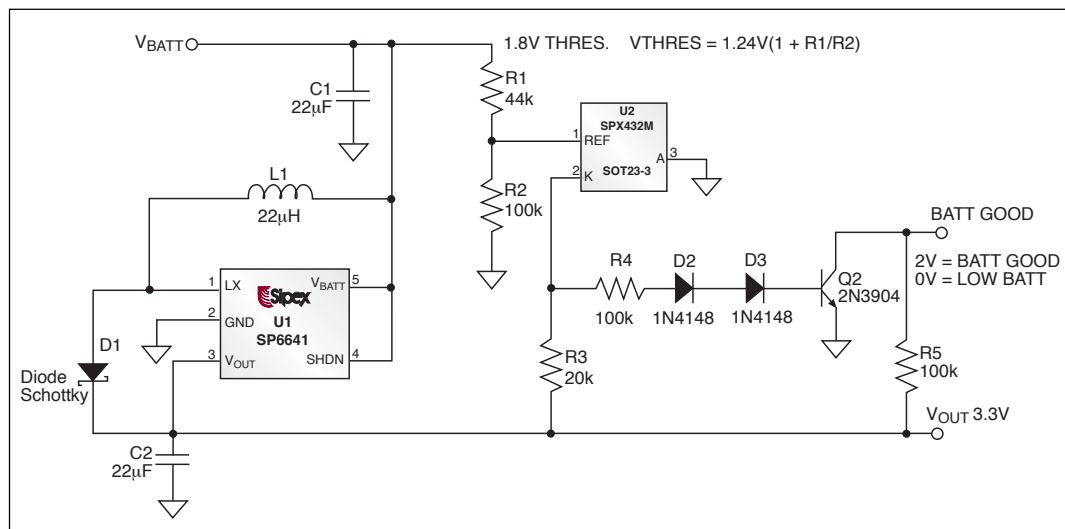 VBATT
1.8V THRES. VTHRES = 1.24V(1 + R1/R2)
C1
22µF
R1
44k
U2
SPX432M
1 REF
A 3
2 K
SOT23-3
L1
22µH
R2
100k
BATT GOOD
2V = BATT GOOD
0V = LOW BATT
R4
100k
D2
1N4148
D3
1N4148
Q2
2N3904
1 LX
Sipex
VBATT 5
2 GND
U1
SP6641
3 VOUT
SHDN 4
D1
Diode
Schottky
R3
20k
R5
100k
VOUT 3.3V
C2
22µF